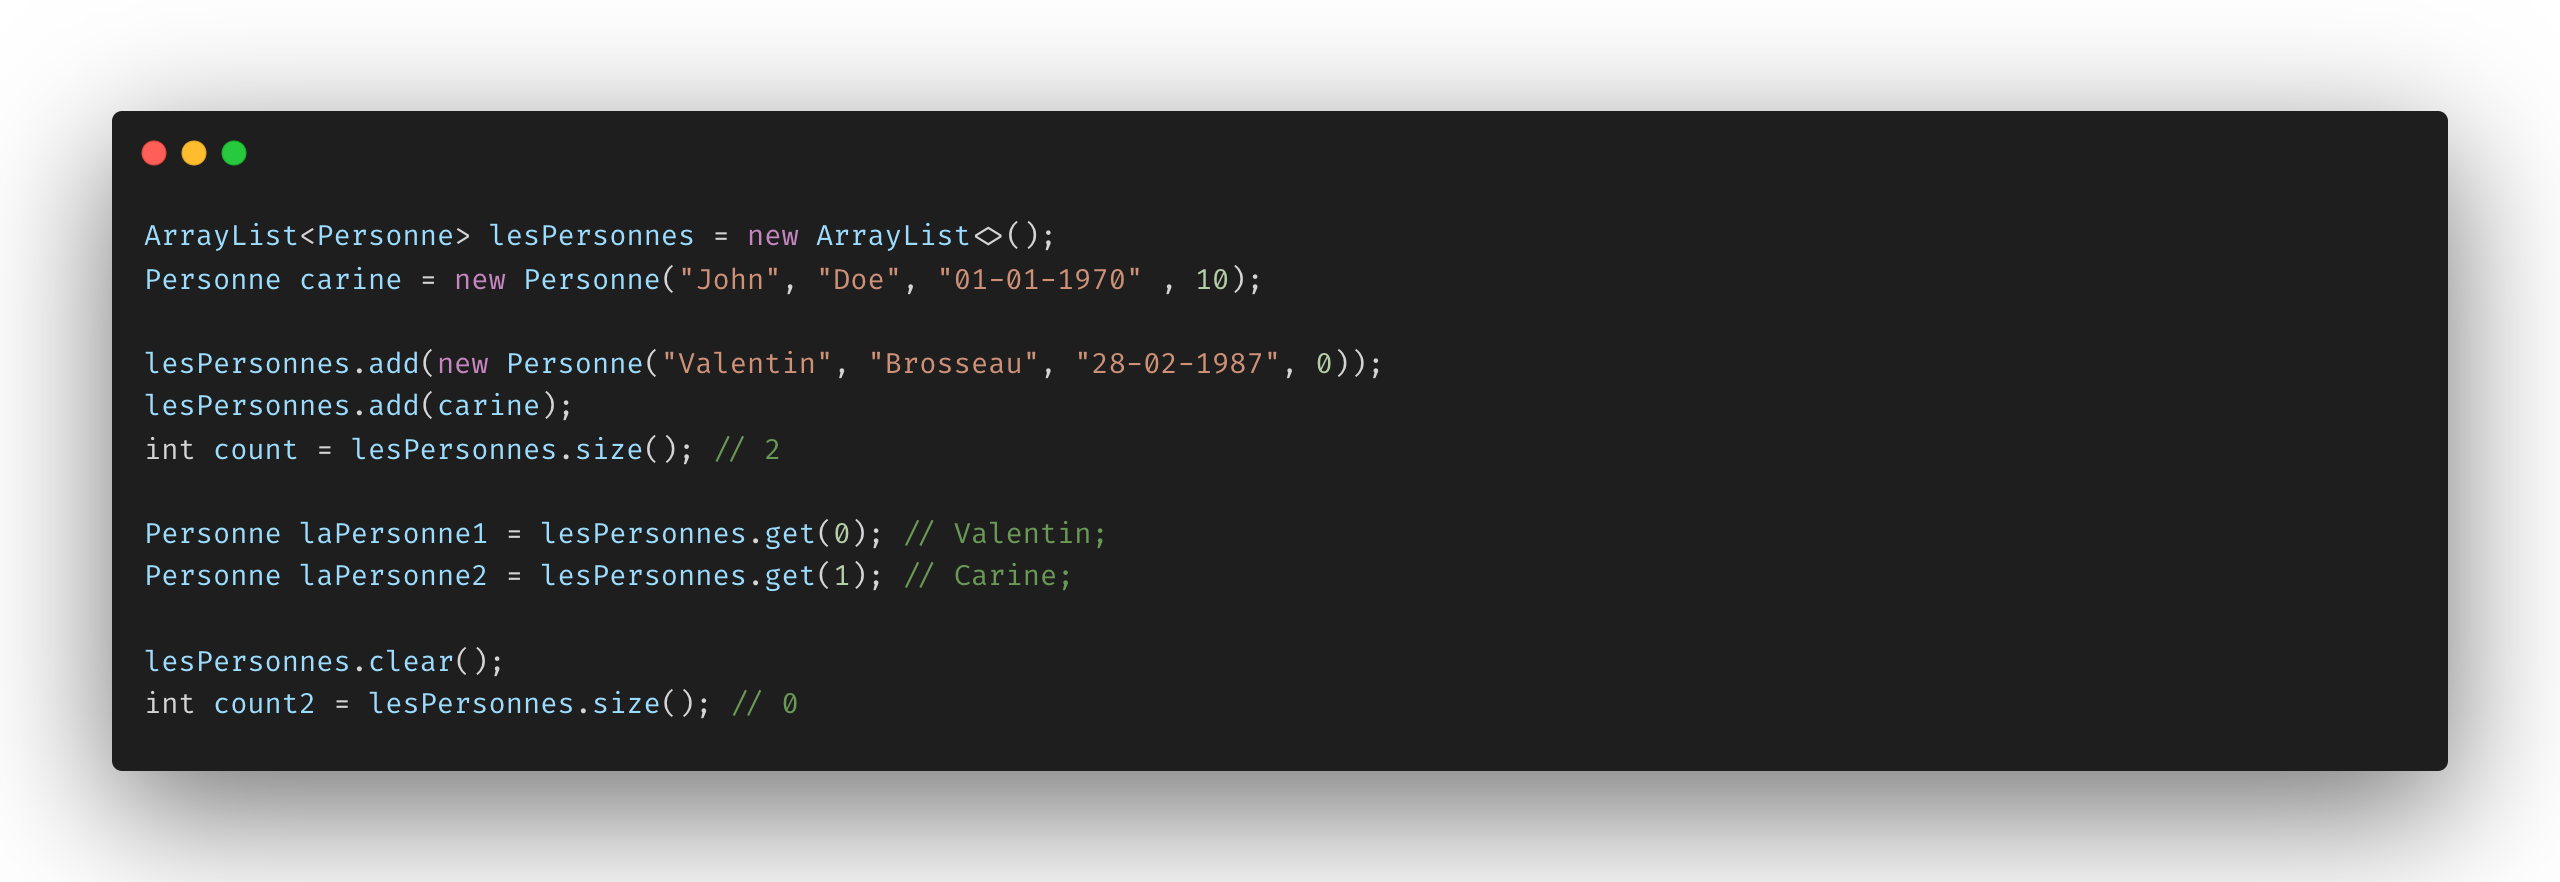 ArrayList<Personne> lesPersonnes = new ArrayList<>();
Personne carine = new Personne("John", "Doe", "01-01-1970" , 10);
lesPersonnes.add(new Personne("Valentin", "Brosseau", "28-02-1987", 0));
lesPersonnes.add(carine);
int count = lesPersonnes.size(); // 2
Personne laPersonne1 = lesPersonnes.get(0); // Valentin;
Personne laPersonne2 = lesPersonnes.get(1); // Carine;
lesPersonnes.clear();
int count2 = lesPersonnes.size(); // 0